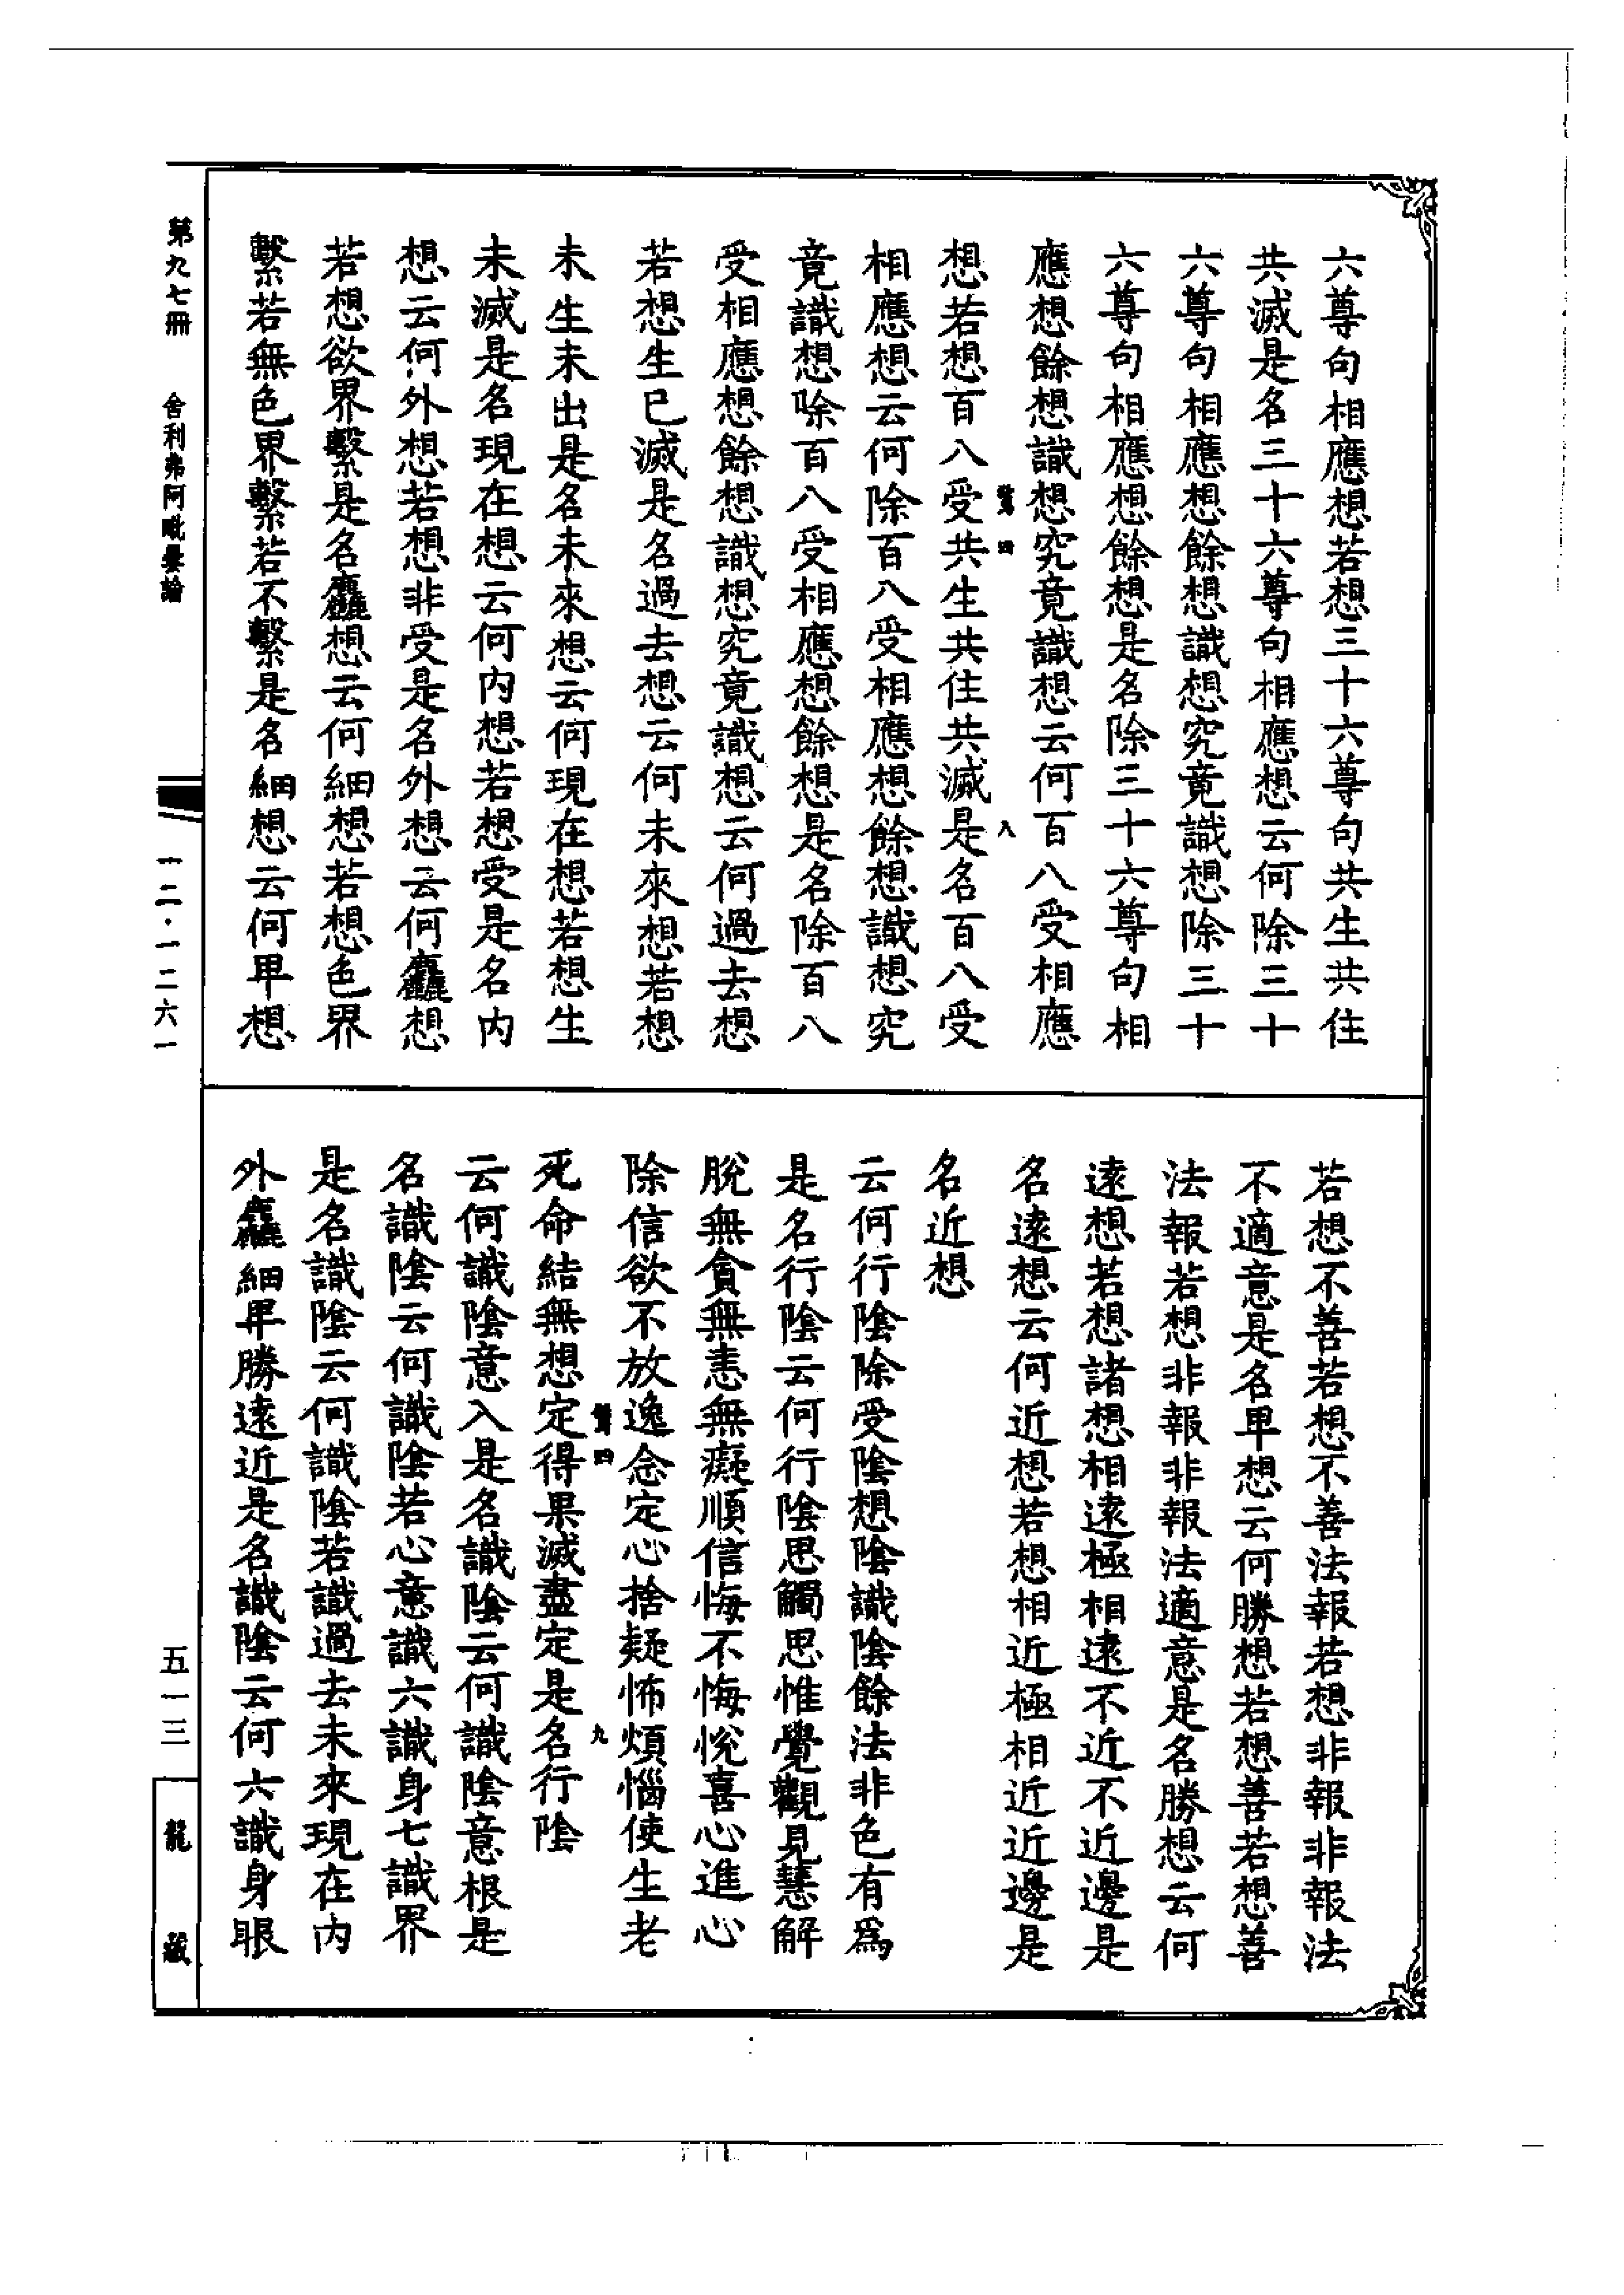 六尊句相應想若想三十六尊句共生共住
共滅是名三十六尊句相應想云何除三十
六尊句相應想餘想識想究竟識想除三十
六尊句相應想餘想是名除三十六尊句相
應想餘想識想究竟識想云何百八受相應
想若想百八受共生共住共滅是名百八受
相應想云何除百八受相應想餘想識想究
竟識想除百八受相應想餘想是名除百八
受相應想餘想識想究竟識想云何過去想
若想生已滅是名過去想云何未來想若想
未生未出是名未來想云何現在想若想生
未滅是名現在想云何内想若想受是名内
想云何外想若想非受是名外想云何麤想
若想欲界繫是名麤想云何細想若想色界
繫若無色界繫若不繫是名細想云何卑想
若想不善若想不善法報若想非報非報法
不適意是名卑想云何勝想若想善若想善
法報若想非報非報法適意是名勝想云何
遠想若想諸想相遠極相遠不近不近邊是
名遠想云何近想若想相近極相近近邊是
名近想
云何行陰除受陰想陰識陰餘法非色有爲
是名行陰云何行陰思觸思惟覺觀見慧解
脫無貪無恚無癡順信悔不悔悅喜心進心
除信欲不放逸念定心捨疑怖煩惱使生老
死命結無想定得果滅盡定是名行陰
云何識陰意入是名識陰云何識陰意根是
名識陰云何識陰若心意識六識身七識界
是名識陰云何識陰若識過去未來現在内
外麤細卑勝遠近是名識陰云何六識身眼
四
八
四
九
第九七冊
舍利弗阿毗曇論
一二·一二六一
五一三
龍藏